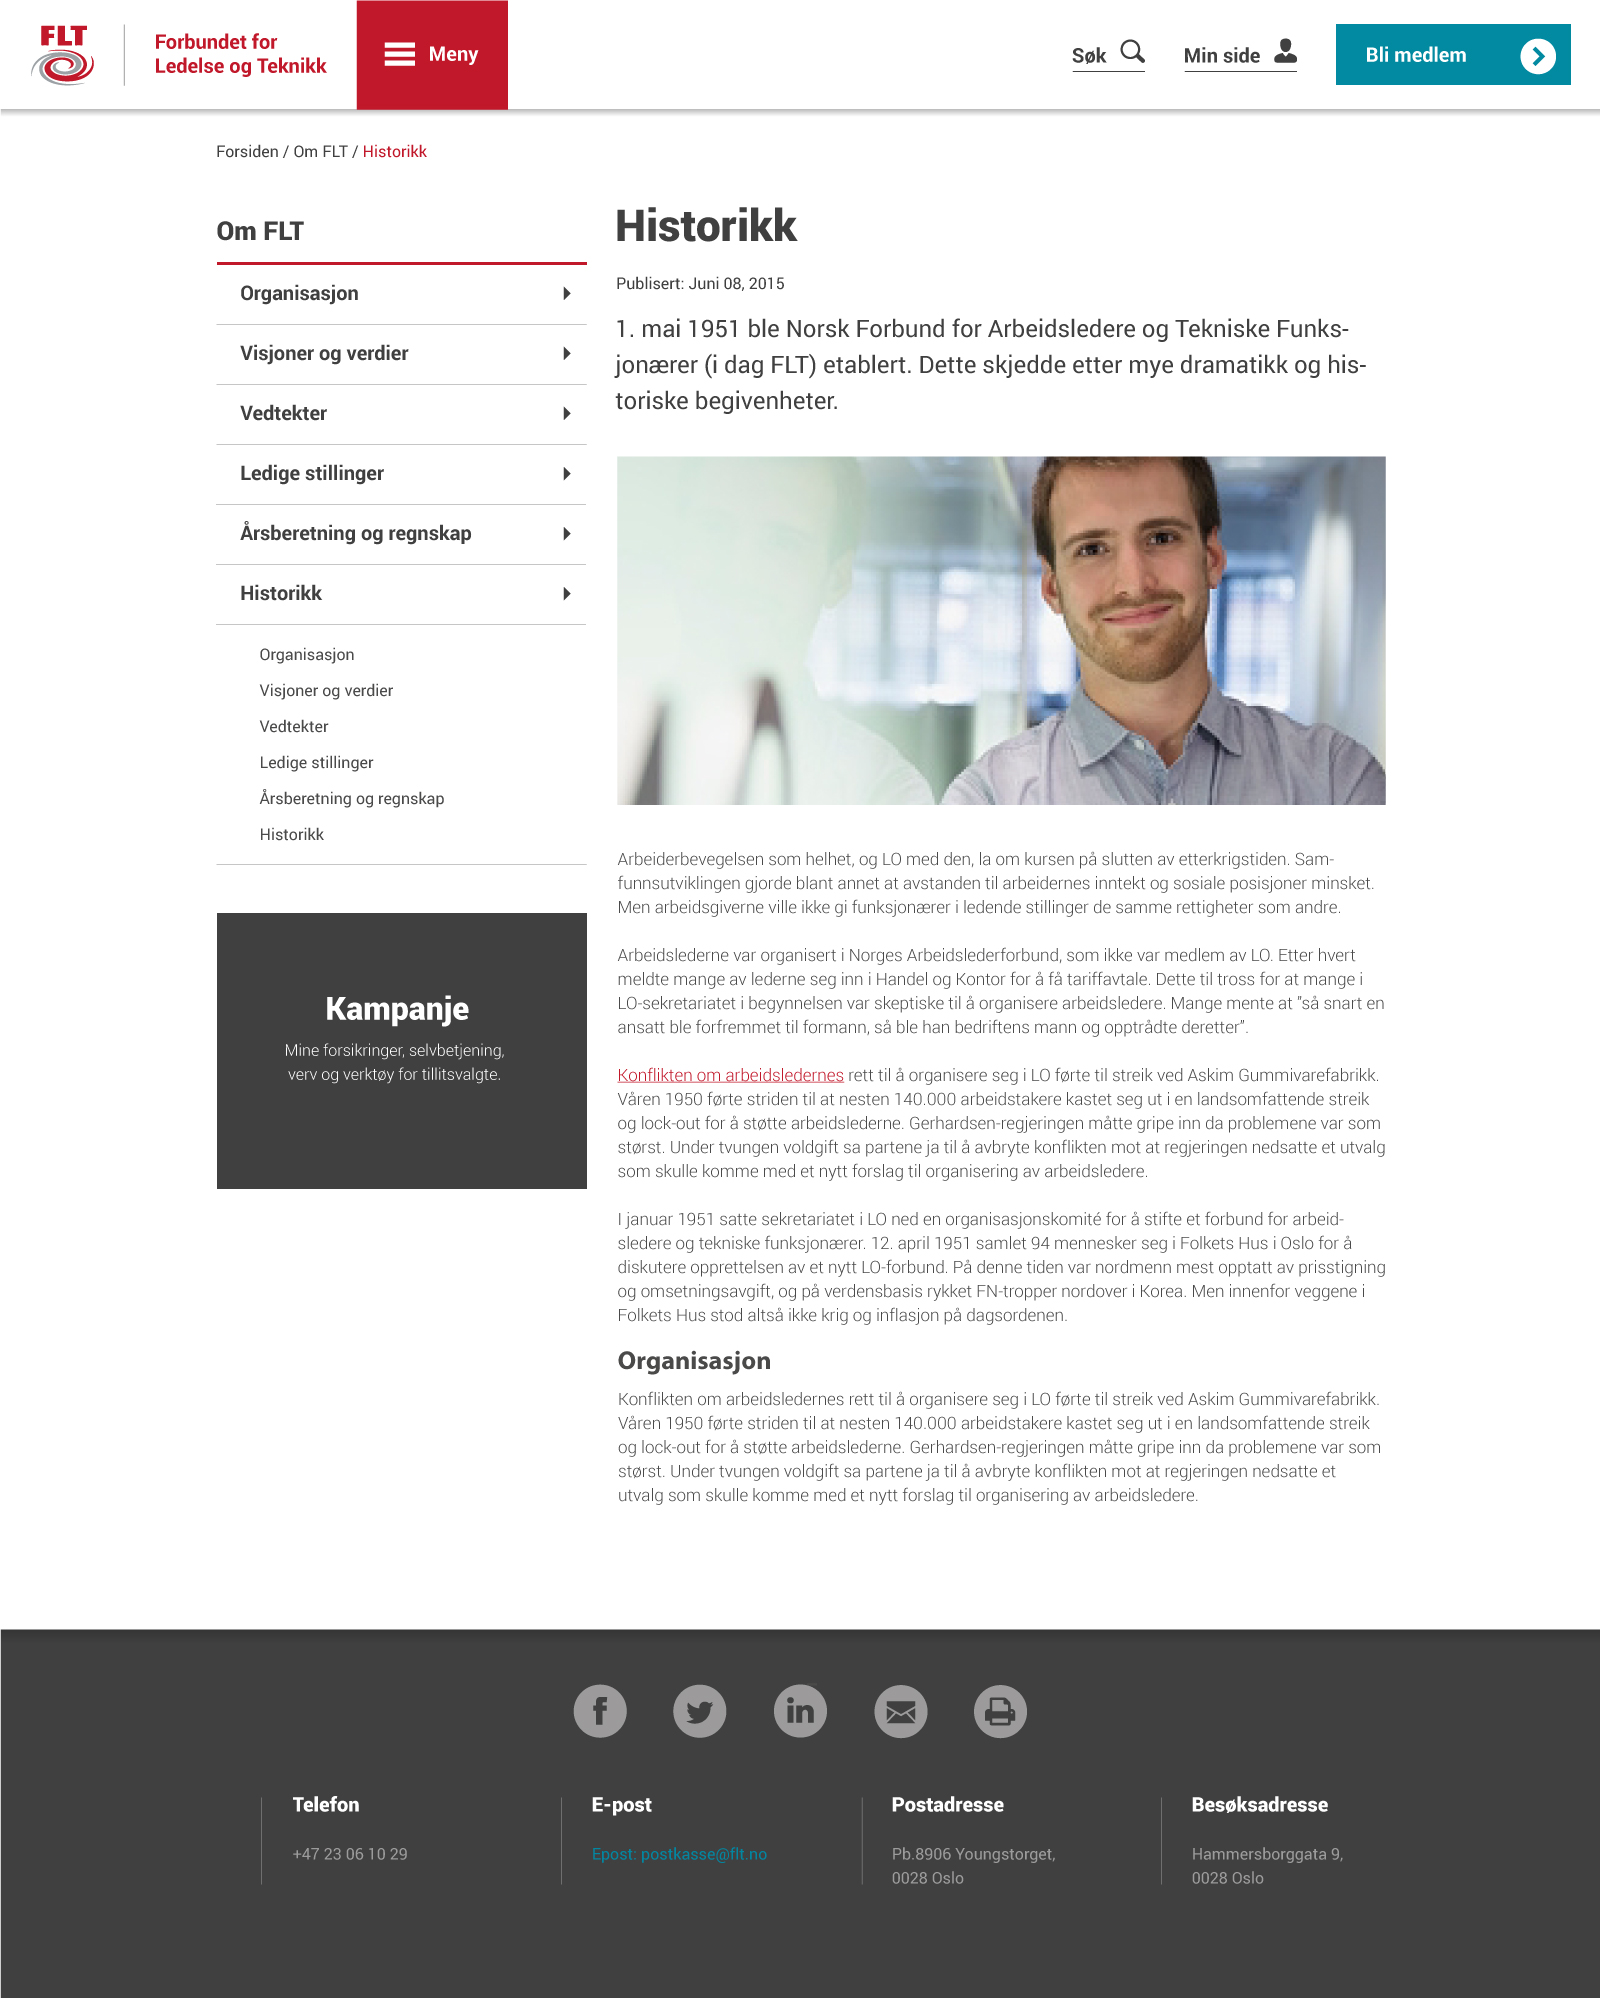 FLT
Forbundet for
Ledelse og Teknikk
Meny
Søk
Min side
Bli medlem
Forsiden / Om FLT / Historikk
Om FLT
Organisasjon
Visjoner og verdier
Vedtekter
Ledige stillinger
Årsberetning og regnskap
Historikk
Organisasjon
Visjoner og verdier
Vedtekter
Ledige stillinger
Årsberetning og regnskap
Historikk
Kampanje
Mine forsikringer, selvbetjening,
verv og verktøy for tillitsvalgte.
Historikk
Publisert: Juni 08, 2015
1. mai 1951 ble Norsk Forbund for Arbeidsledere og Tekniske Funks-
jonærer (i dag FLT) etablert. Dette skjedde etter mye dramatikk og his-
toriske begivenheter.
Arbeiderbevegelsen som helhet, og LO med den, la om kursen på slutten av etterkrigstiden. Sam-
funnsutviklingen gjorde blant annet at avstanden til arbeidernes inntekt og sosiale posisjoner minsket.
Men arbeidsgiverne ville ikke gi funksjonærer i ledende stillinger de samme rettigheter som andre.
Arbeidslederne var organisert i Norges Arbeidslederforbund, som ikke var medlem av LO. Etter hvert
meldte mange av lederne seg inn i Handel og Kontor for å få tariffavtale. Dette til tross for at mange i
LO-sekretariatet i begynnelsen var skeptiske til å organisere arbeidsledere. Mange mente at ”så snart en
ansatt ble forfremmet til formann, så ble han bedriftens mann og opptrådte deretter”.
Konflikten om arbeidsledernes rett til å organisere seg i LO førte til streik ved Askim Gummivarefabrikk.
Våren 1950 førte striden til at nesten 140.000 arbeidstakere kastet seg ut i en landsomfattende streik
og lock-out for å støtte arbeidslederne. Gerhardsen-regjeringen måtte gripe inn da problemene var som
størst. Under tvungen voldgift sa partene ja til å avbryte konflikten mot at regjeringen nedsatte et utvalg
som skulle komme med et nytt forslag til organisering av arbeidsledere.
I januar 1951 satte sekretariatet i LO ned en organisasjonskomité for å stifte et forbund for arbeid-
sledere og tekniske funksjonærer. 12. april 1951 samlet 94 mennesker seg i Folkets Hus i Oslo for å
diskutere opprettelsen av et nytt LO-forbund. På denne tiden var nordmenn mest opptatt av prisstigning
og omsetningsavgift, og på verdensbasis rykket FN-tropper nordover i Korea. Men innenfor veggene i
Folkets Hus stod altså ikke krig og inflasjon på dagsordenen.
Organisasjon
Konflikten om arbeidsledernes rett til å organisere seg i LO førte til streik ved Askim Gummivarefabrikk.
Våren 1950 førte striden til at nesten 140.000 arbeidstakere kastet seg ut i en landsomfattende streik
og lock-out for å støtte arbeidslederne. Gerhardsen-regjeringen måtte gripe inn da problemene var som
størst. Under tvungen voldgift sa partene ja til å avbryte konflikten mot at regjeringen nedsatte et
utvalg som skulle komme med et nytt forslag til organisering av arbeidsledere.
Telefon
+47 23 06 10 29
E-post
Epost: postkasse@flt.no
Postadresse
Pb.8906 Youngstorget,
0028 Oslo
Besøksadresse
Hammersborggata 9,
0028 Oslo